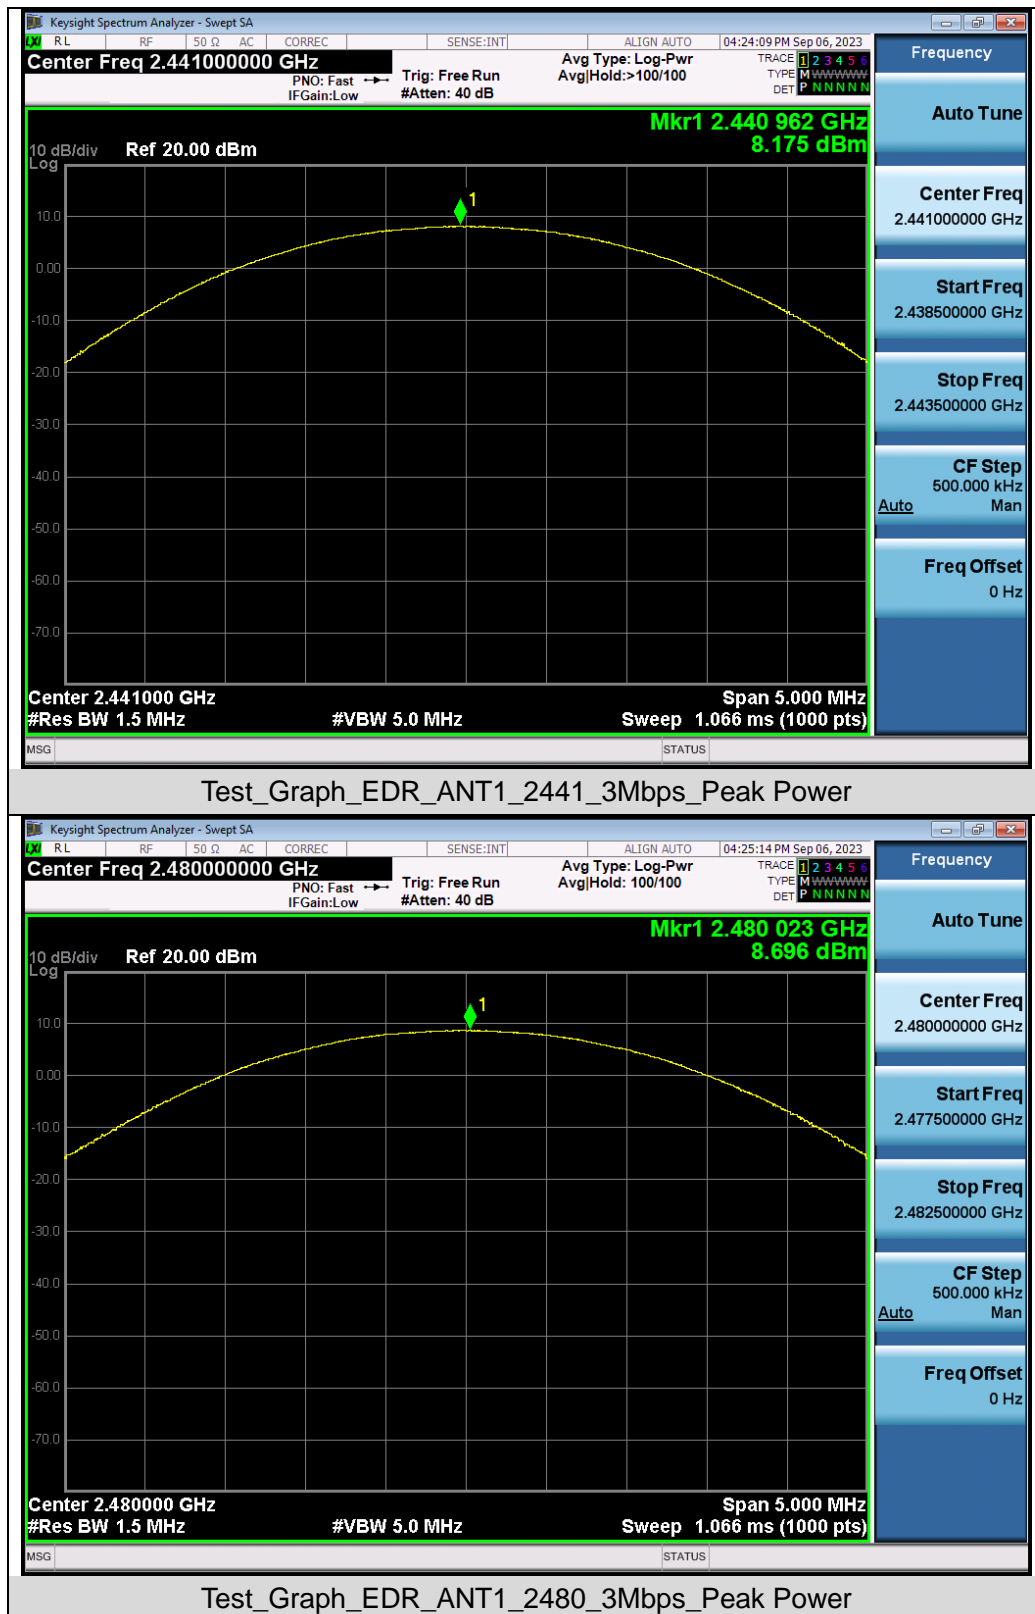 Keysight Spectrum Analyzer - Swept SA
LXI RL RF 50 Ω AC CORREC SENSE:INT ALIGN AUTO 04:24:09 PM Sep 06, 2023
Center Freq 2.441000000 GHz
PNO: Fast
IFGain:Low
Trig: Free Run
#Atten: 40 dB
Avg Type: Log-Pwr
Avg|Hold:>100/100
TRACE 1 2 3 4 5 6
TYPE M WWWWW
DET P N N N N N
Mkr1 2.440 962 GHz
8.175 dBm
10 dB/div Ref 20.00 dBm
Log
1
10.0
0.00
-10.0
-20.0
-30.0
-40.0
-50.0
-60.0
-70.0
Center 2.441000 GHz Span 5.000 MHz
#Res BW 1.5 MHz #VBW 5.0 MHz Sweep 1.066 ms (1000 pts)
MSG STATUS
Frequency
Auto Tune
Center Freq
2.441000000 GHz
Start Freq
2.438500000 GHz
Stop Freq
2.443500000 GHz
CF Step
500.000 kHz
Auto Man
Freq Offset
0 Hz
Test_Graph_EDR_ANT1_2441_3Mbps_Peak Power
Keysight Spectrum Analyzer - Swept SA
LXI RL RF 50 Ω AC CORREC SENSE:INT ALIGN AUTO 04:25:14 PM Sep 06, 2023
Center Freq 2.480000000 GHz
PNO: Fast
IFGain:Low
Trig: Free Run
#Atten: 40 dB
Avg Type: Log-Pwr
Avg|Hold: 100/100
TRACE 1 2 3 4 5 6
TYPE M WWWWW
DET P N N N N N
Mkr1 2.480 023 GHz
8.696 dBm
10 dB/div Ref 20.00 dBm
Log
1
10.0
0.00
-10.0
-20.0
-30.0
-40.0
-50.0
-60.0
-70.0
Center 2.480000 GHz Span 5.000 MHz
#Res BW 1.5 MHz #VBW 5.0 MHz Sweep 1.066 ms (1000 pts)
MSG STATUS
Frequency
Auto Tune
Center Freq
2.480000000 GHz
Start Freq
2.477500000 GHz
Stop Freq
2.482500000 GHz
CF Step
500.000 kHz
Auto Man
Freq Offset
0 Hz
Test_Graph_EDR_ANT1_2480_3Mbps_Peak Power